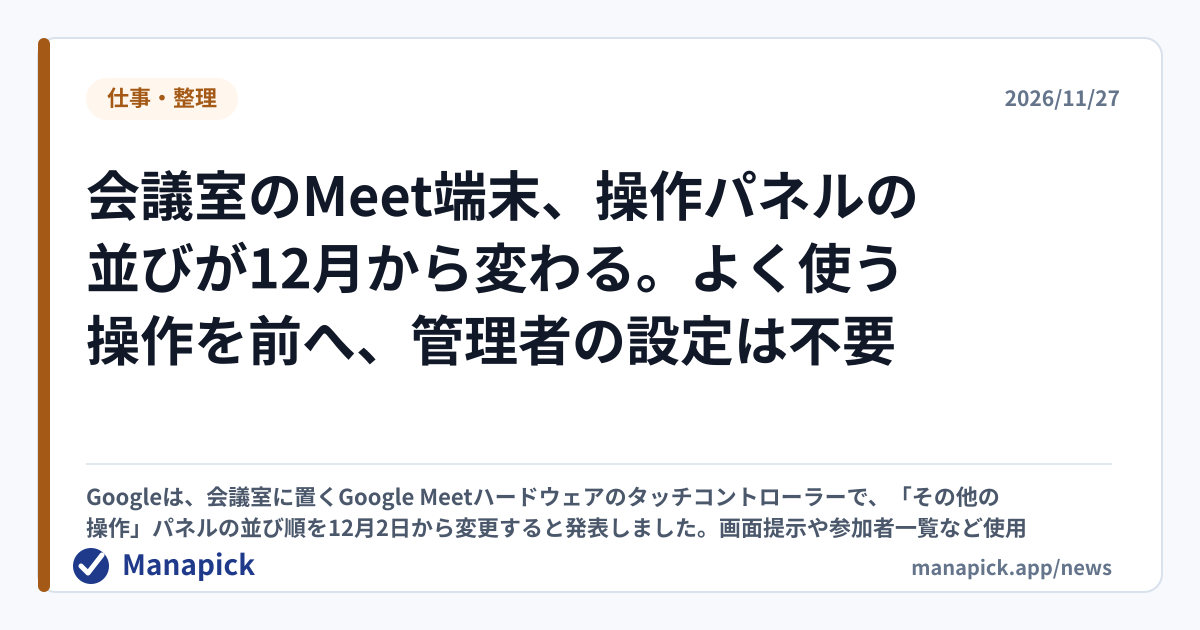 仕事・整理
2026/11/27
会議室のMeet端末、操作パネルの
並びが12月から変わる。よく使う
操作を前へ、管理者の設定は不要
Googleは、会議室に置くGoogle Meetハードウェアのタッチコントローラーで、「その他の
操作」パネルの並び順を12月2日から変更すると発表しました。画面提示や参加者一覧など使用
Manapick
manapick.app/news